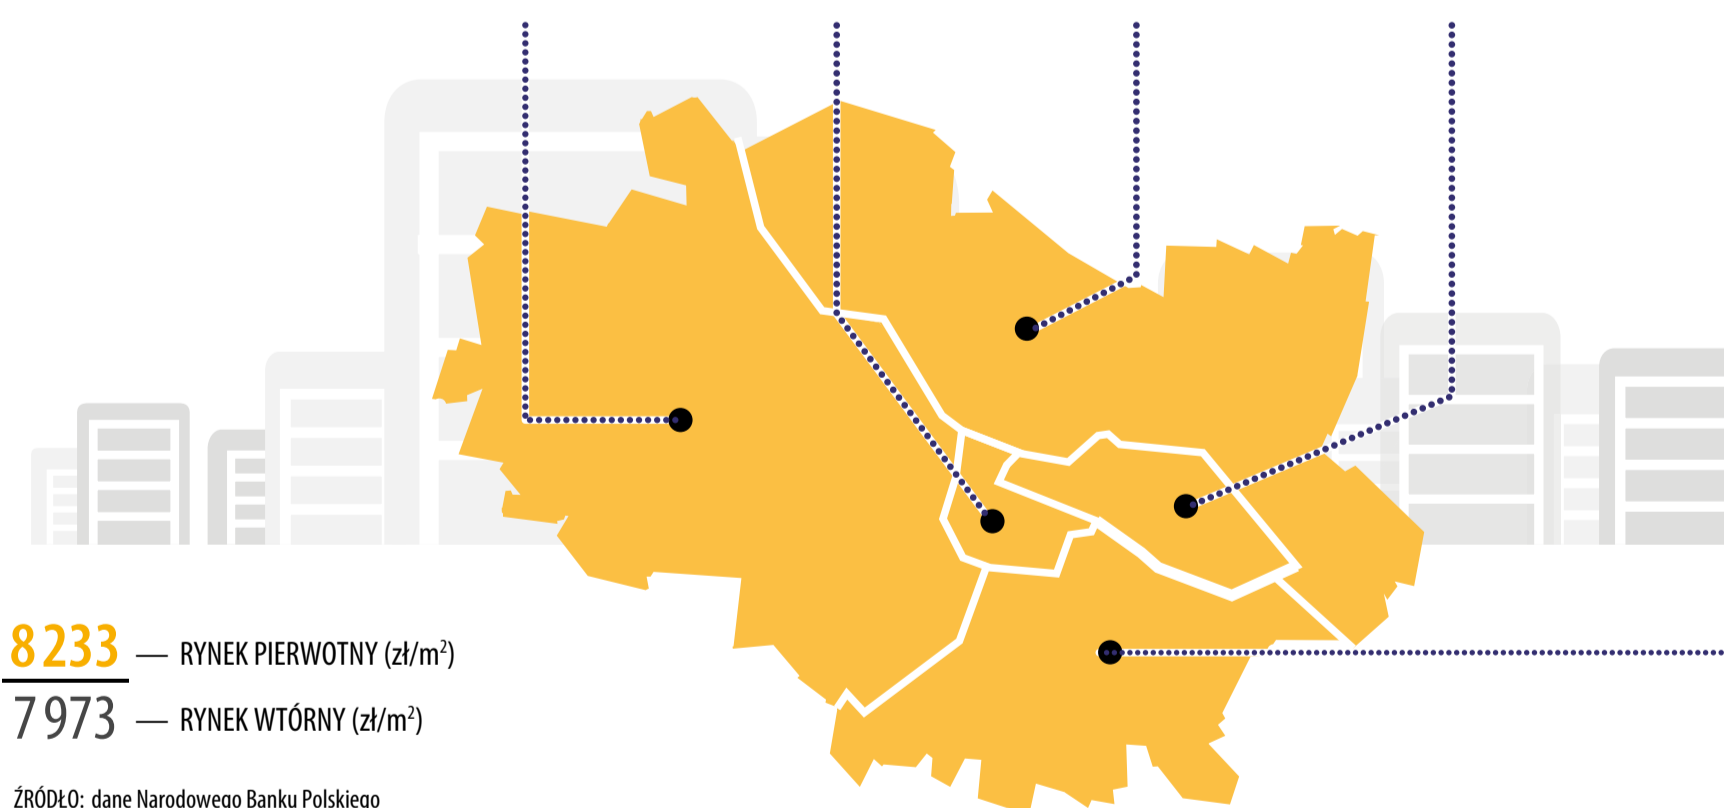 8 233 — RYNEK PIERWOTNY (zł/m²)
7 973 — RYNEK WTÓRNY (zł/m²)
ŹRÓDŁO: dane Narodowego Banku Polskiego